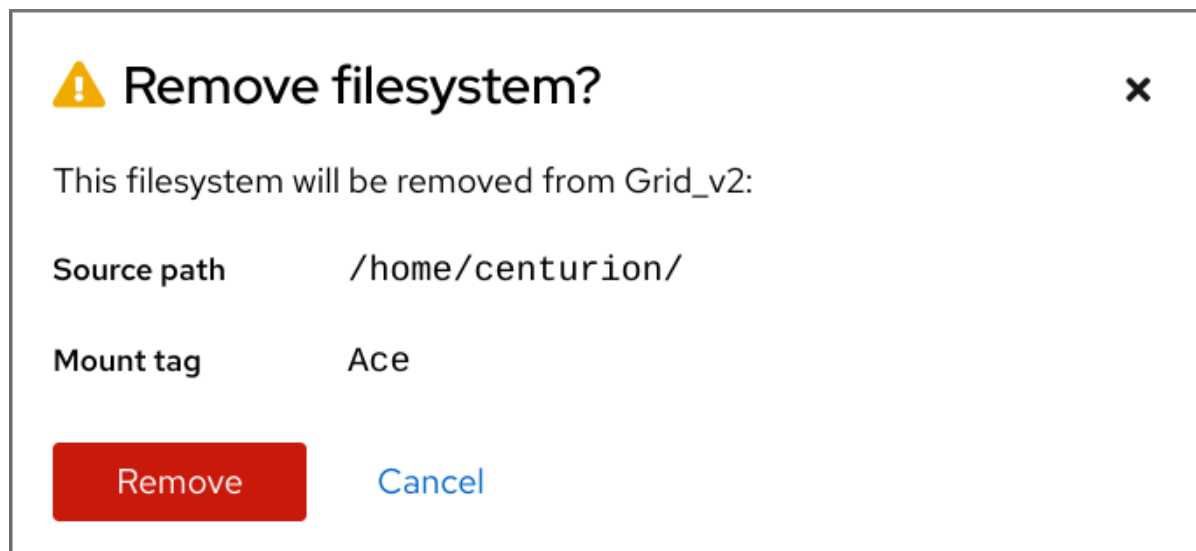 Remove filesystem?
This filesystem will be removed from Grid_v2:
Source path /home/centurion/
Mount tag Ace
Remove Cancel